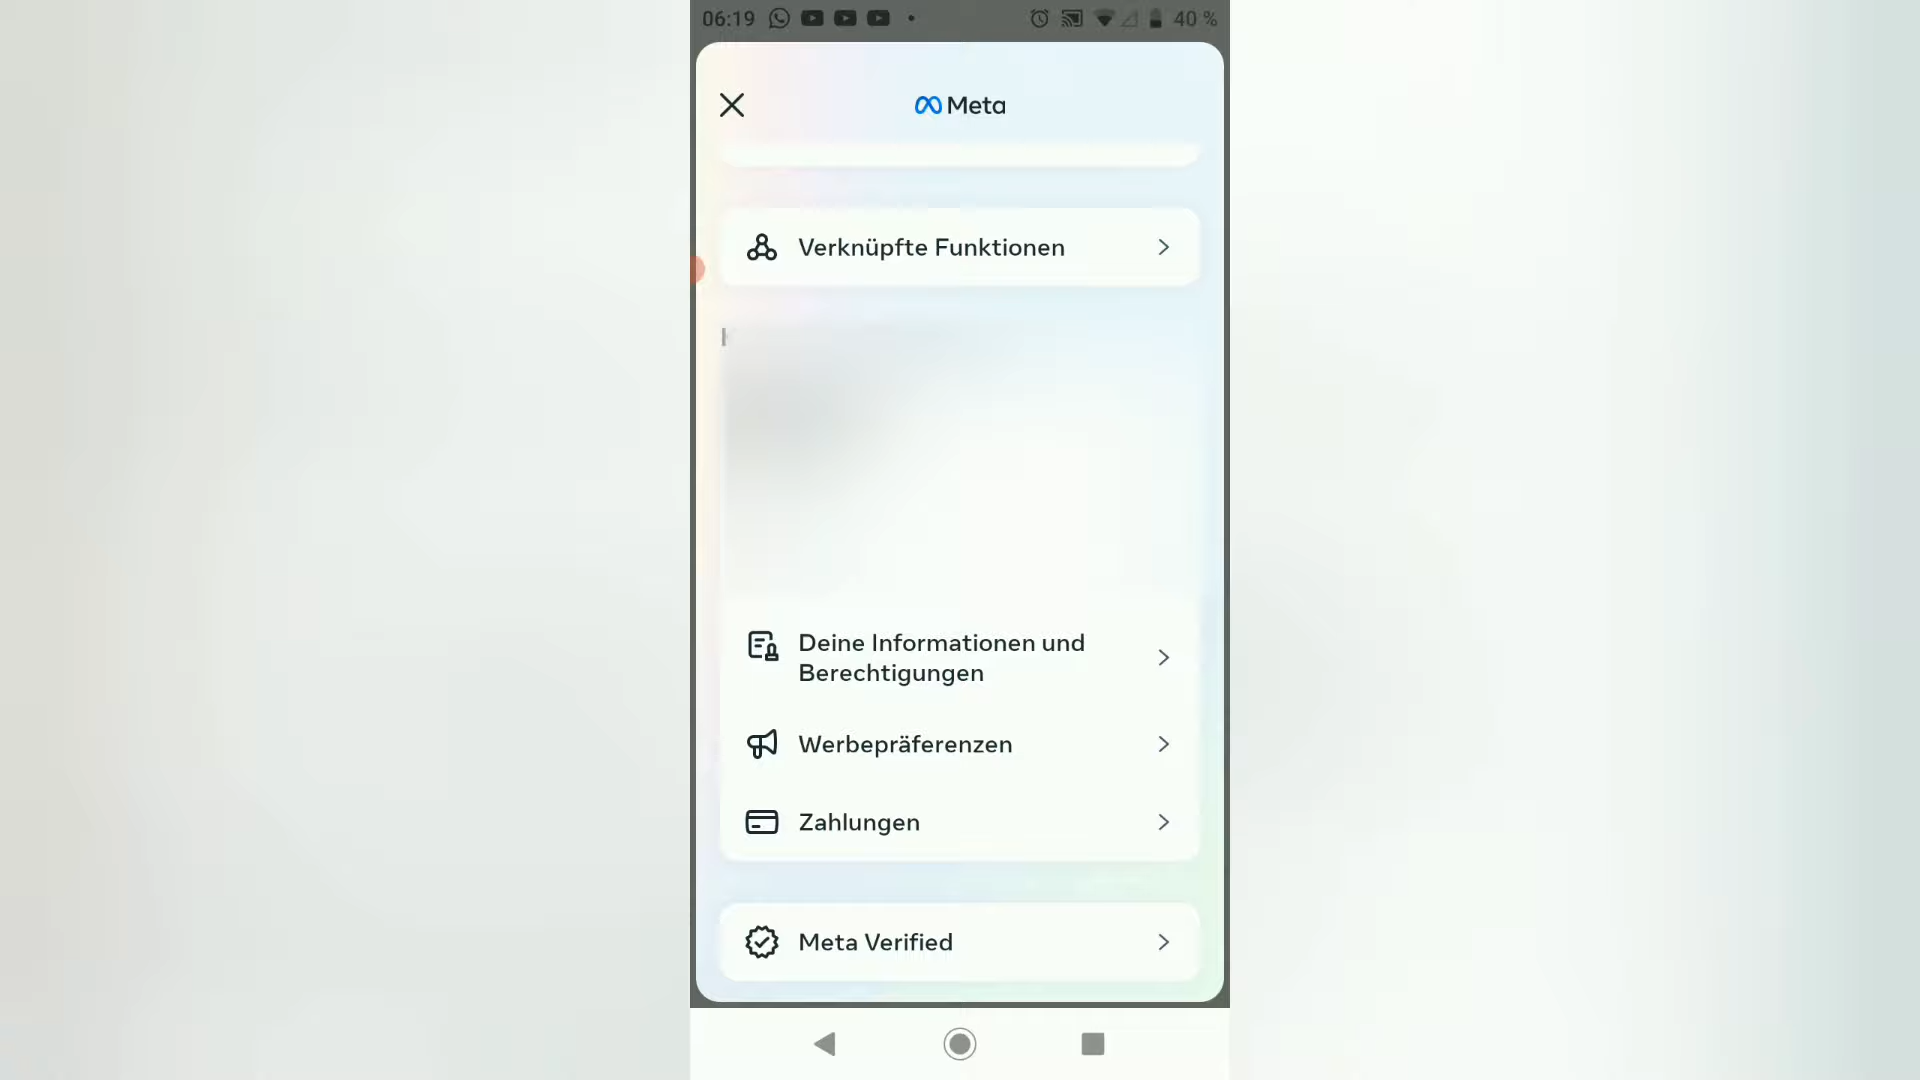 06:19
40 %
Meta
Verknüpfte Funktionen
Deine Informationen und
Berechtigungen
Werbepräferenzen
Zahlungen
Meta Verified